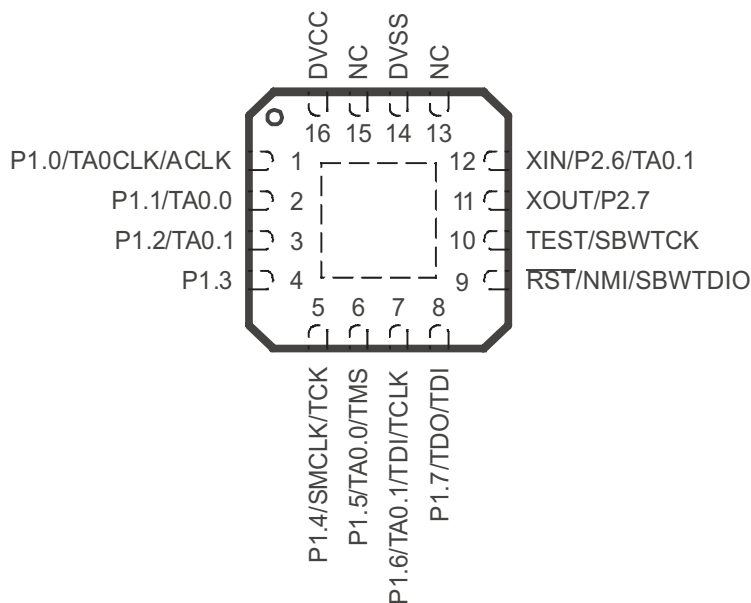 DVCC
NC
DVSS
NC
16
15
14
13
P1.0/TA0CLK/ACLK
1
12
XIN/P2.6/TA0.1
P1.1/TA0.0
2
11
XOUT/P2.7
P1.2/TA0.1
3
10
TEST/SBWTCK
P1.3
4
9
RST/NMI/SBWTDIO
5
6
7
8
P1.4/SMCLK/TCK
P1.5/TA0.0/TMS
P1.6/TA0.1/TDI/TCLK
P1.7/TDO/TDI